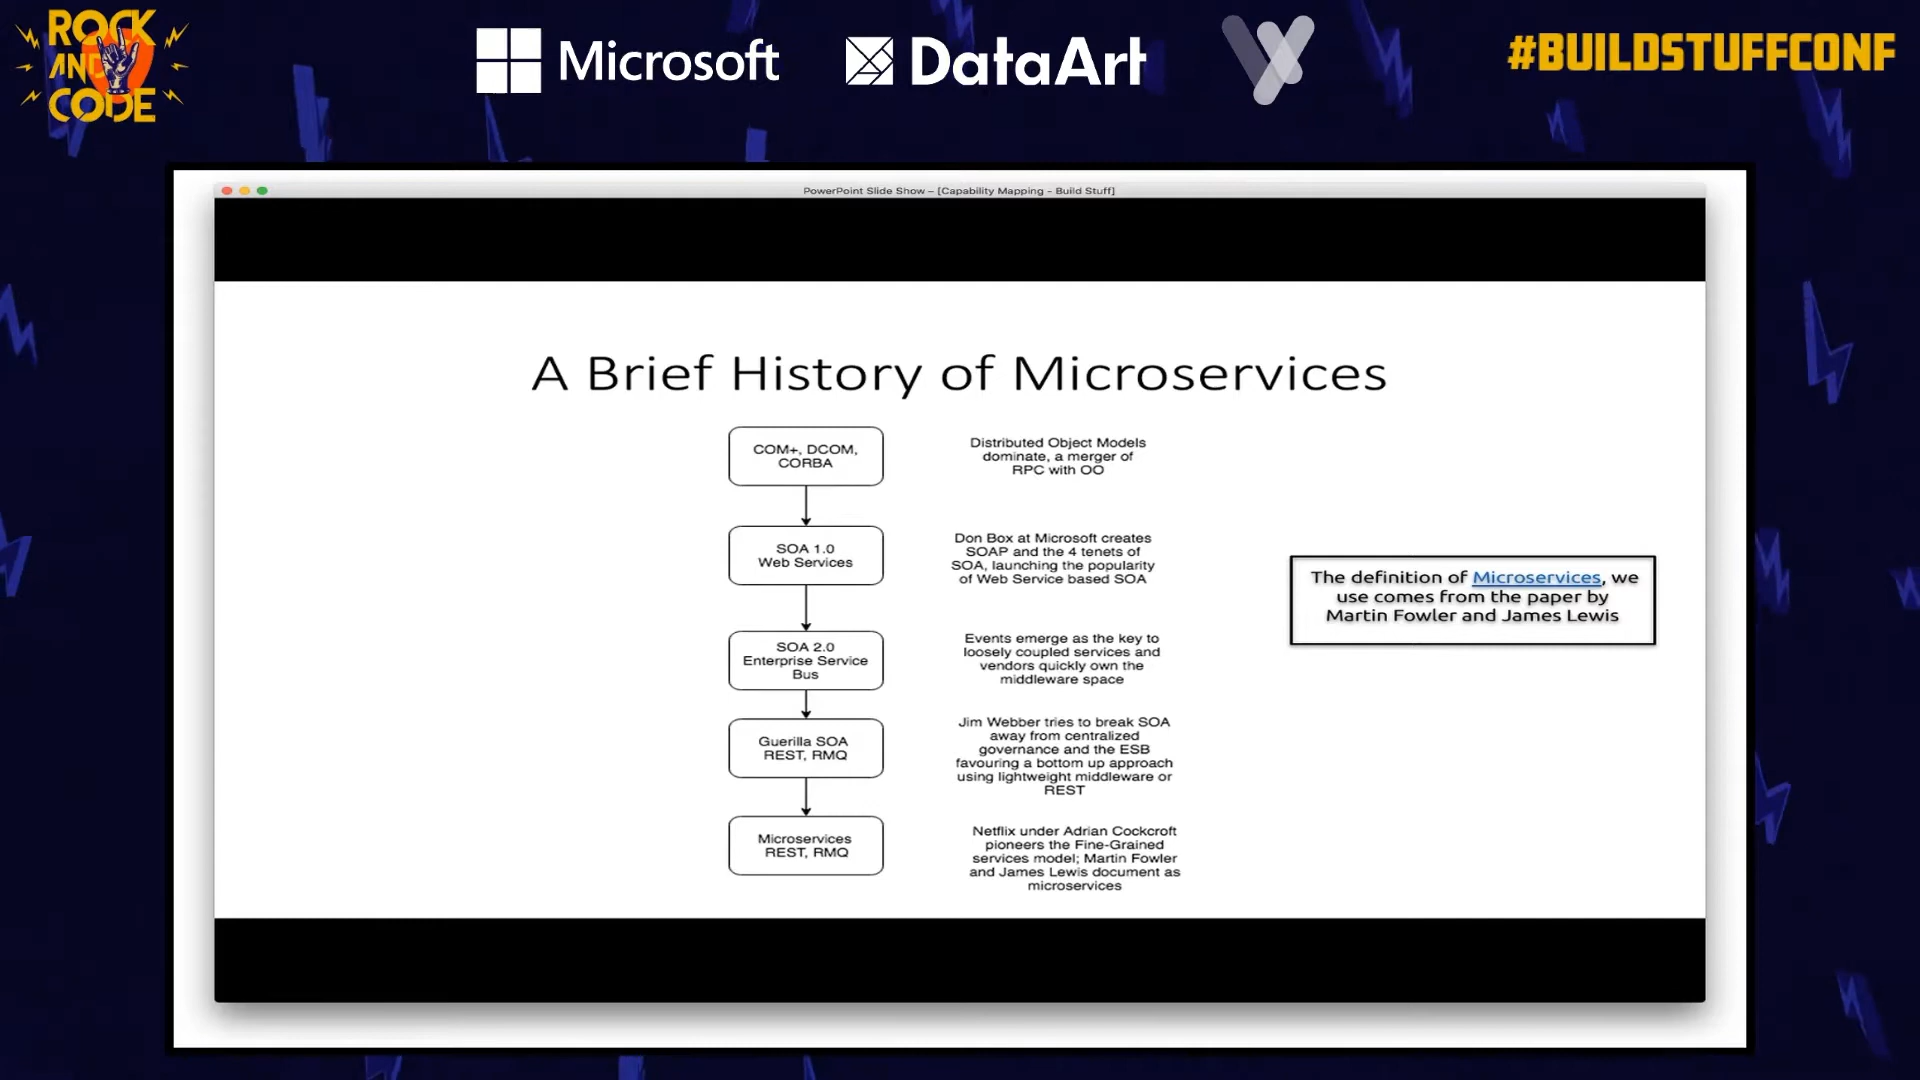 ROCK
AND
CODE
Microsoft
DataArt
#BUILDSTUFFCONF
PowerPoint Slide Show – [Capability Mapping - Build Stuff]
A Brief History of Microservices
COM+, DCOM,
CORBA
Distributed Object Models
dominate, a merger of
RPC with OO
SOA 1.0
Web Services
Don Box at Microsoft creates
SOAP and the 4 tenets of
SOA, launching the popularity
of Web Service based SOA
The definition of Microservices, we
use comes from the paper by
Martin Fowler and James Lewis
SOA 2.0
Enterprise Service
Bus
Events emerge as the key to
loosely coupled services and
vendors quickly own the
middleware space
Guerilla SOA
REST, RMQ
Jim Webber tries to break SOA
away from centralized
governance and the ESB
favouring a bottom up approach
using lightweight middleware or
REST
Microservices
REST, RMQ
Netflix under Adrian Cockcroft
pioneers the Fine-Grained
services model; Martin Fowler
and James Lewis document as
microservices